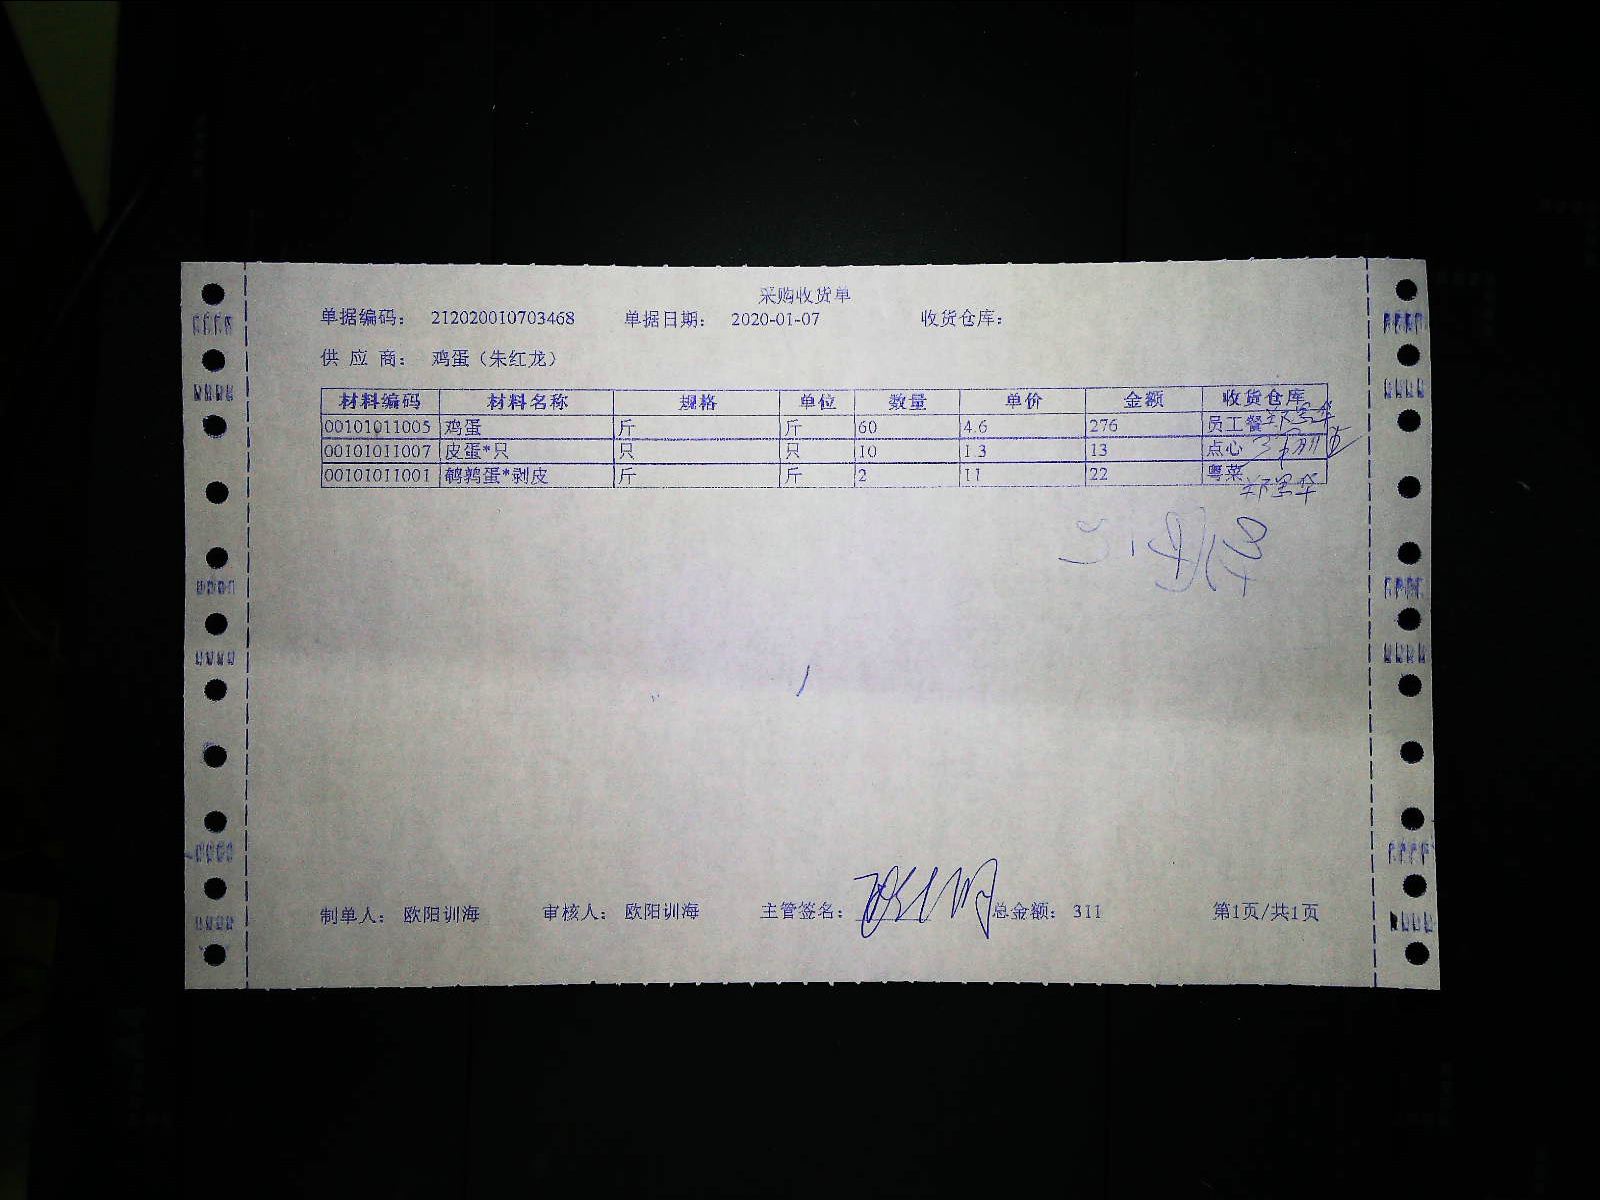 采购收货单
单据编码： 212020010703468 单据日期： 2020-01-07 收货仓库：
供 应 商： 鸡蛋（朱红龙）
材料编码 材料名称 规格 单位 数量 单价 金额 收货仓库
00101011005 鸡蛋 斤 斤 60 4.6 276 员工餐
00101011007 皮蛋*只 只 只 10 1.3 13 点心
00101011001 鹌鹑蛋*剥皮 斤 斤 2 11 22 粤菜
制单人： 欧阳训海 审核人： 欧阳训海 主管签名： 总金额： 311 第1页/共1页